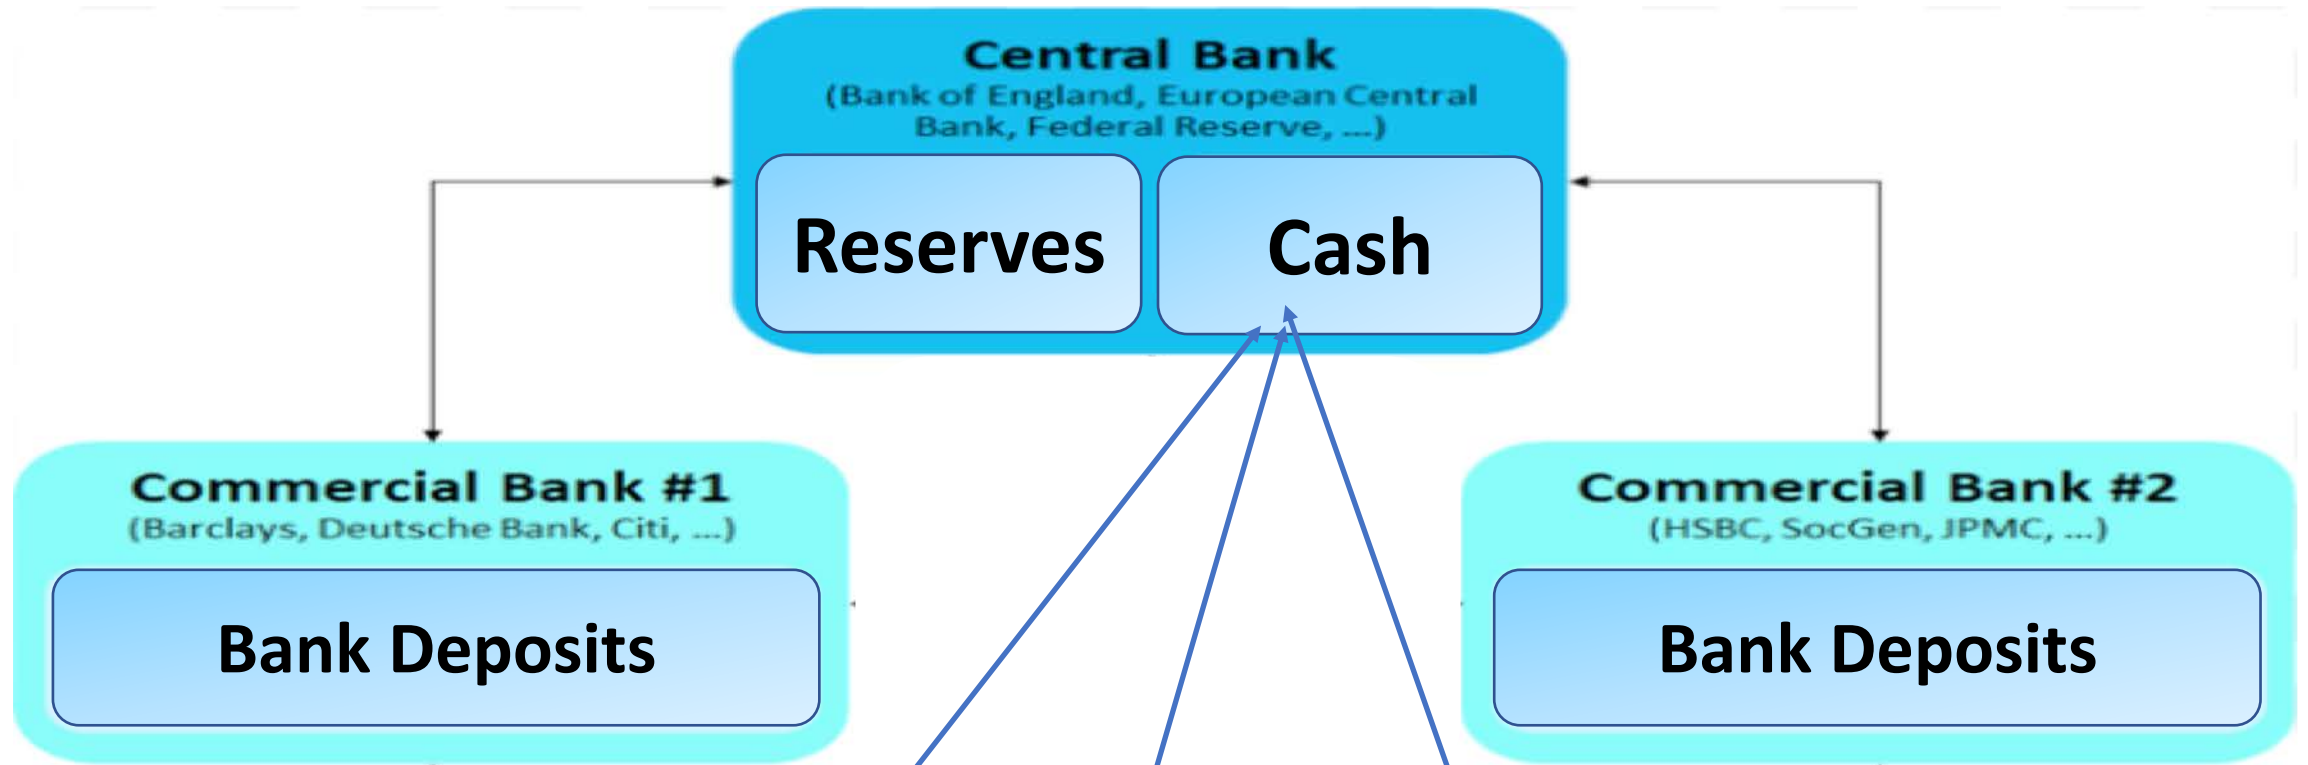 Central Bank
(Bank of England, European Central
Bank, Federal Reserve, ...)
Reserves
Cash
Commercial Bank #1
(Barclays, Deutsche Bank, Citi, ...)
Bank Deposits
Commercial Bank #2
(HSBC, SocGen, JPMC, ...)
Bank Deposits